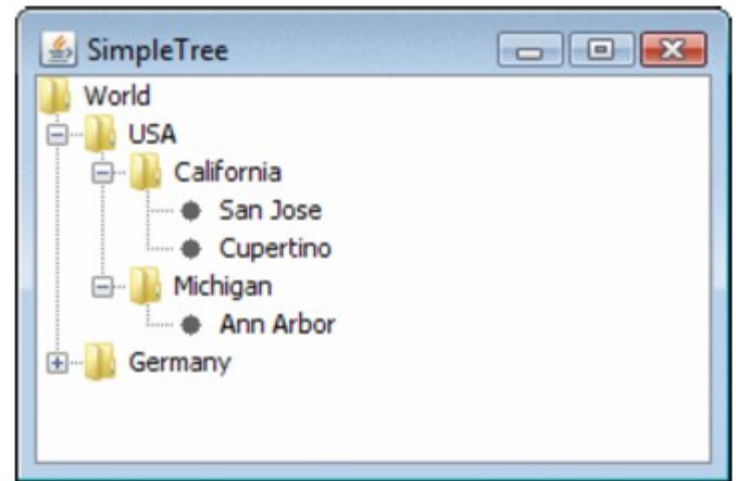 SimpleTree
World
USA
California
San Jose
Cupertino
Michigan
Ann Arbor
Germany